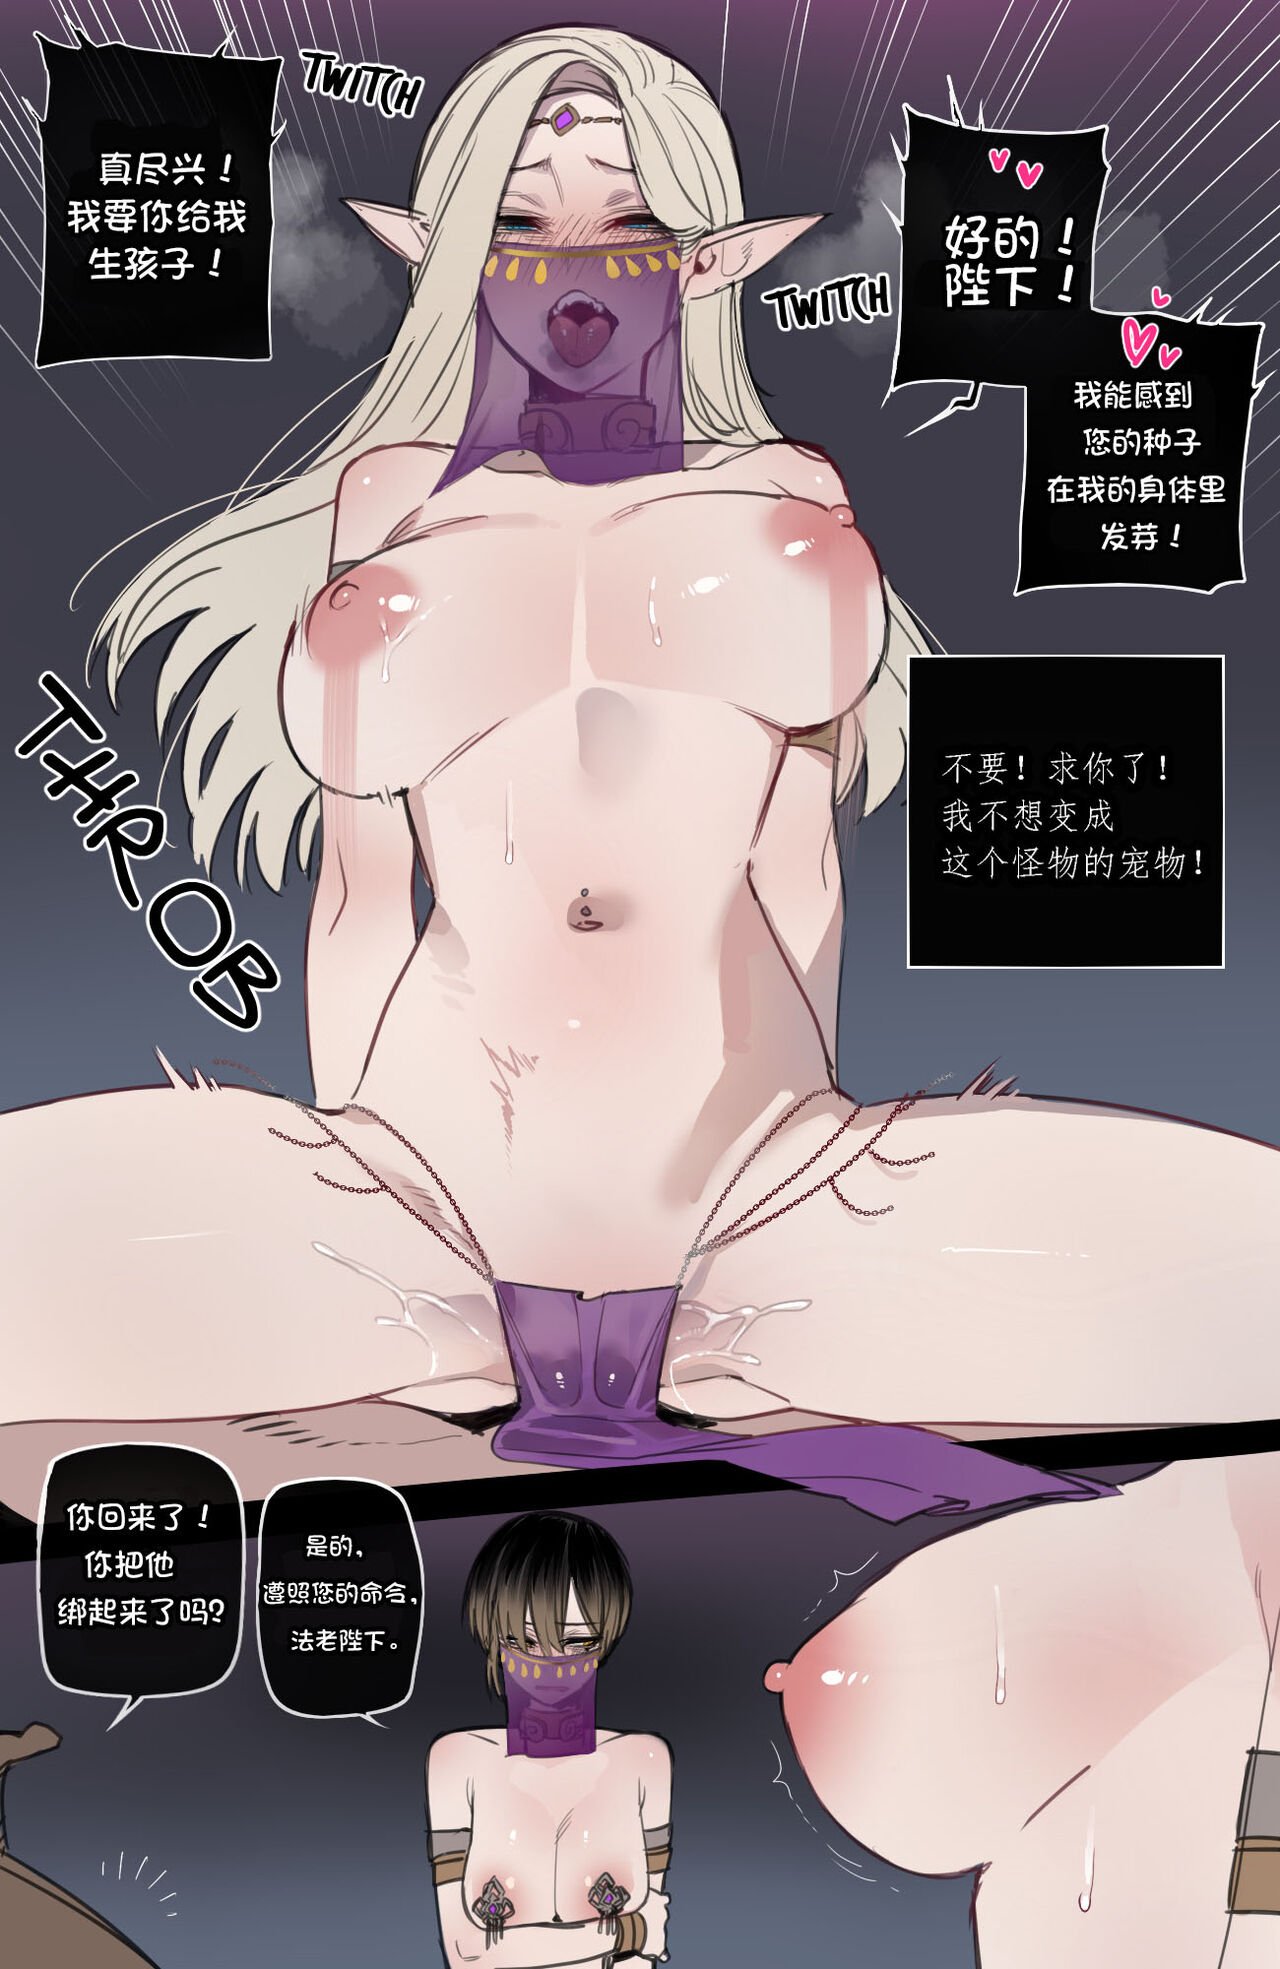 TWITCH
真尽兴！
我要你给我
生孩子！
好的！
陛下！
TWITCH
我能感到
您的种子
在我的身体里
发芽！
THROB
不要！求你了！
我不想变成
这个怪物的宠物！
你回来了！
你把他
绑起来了吗？
是的，
遵照您的命令，
法老陛下。